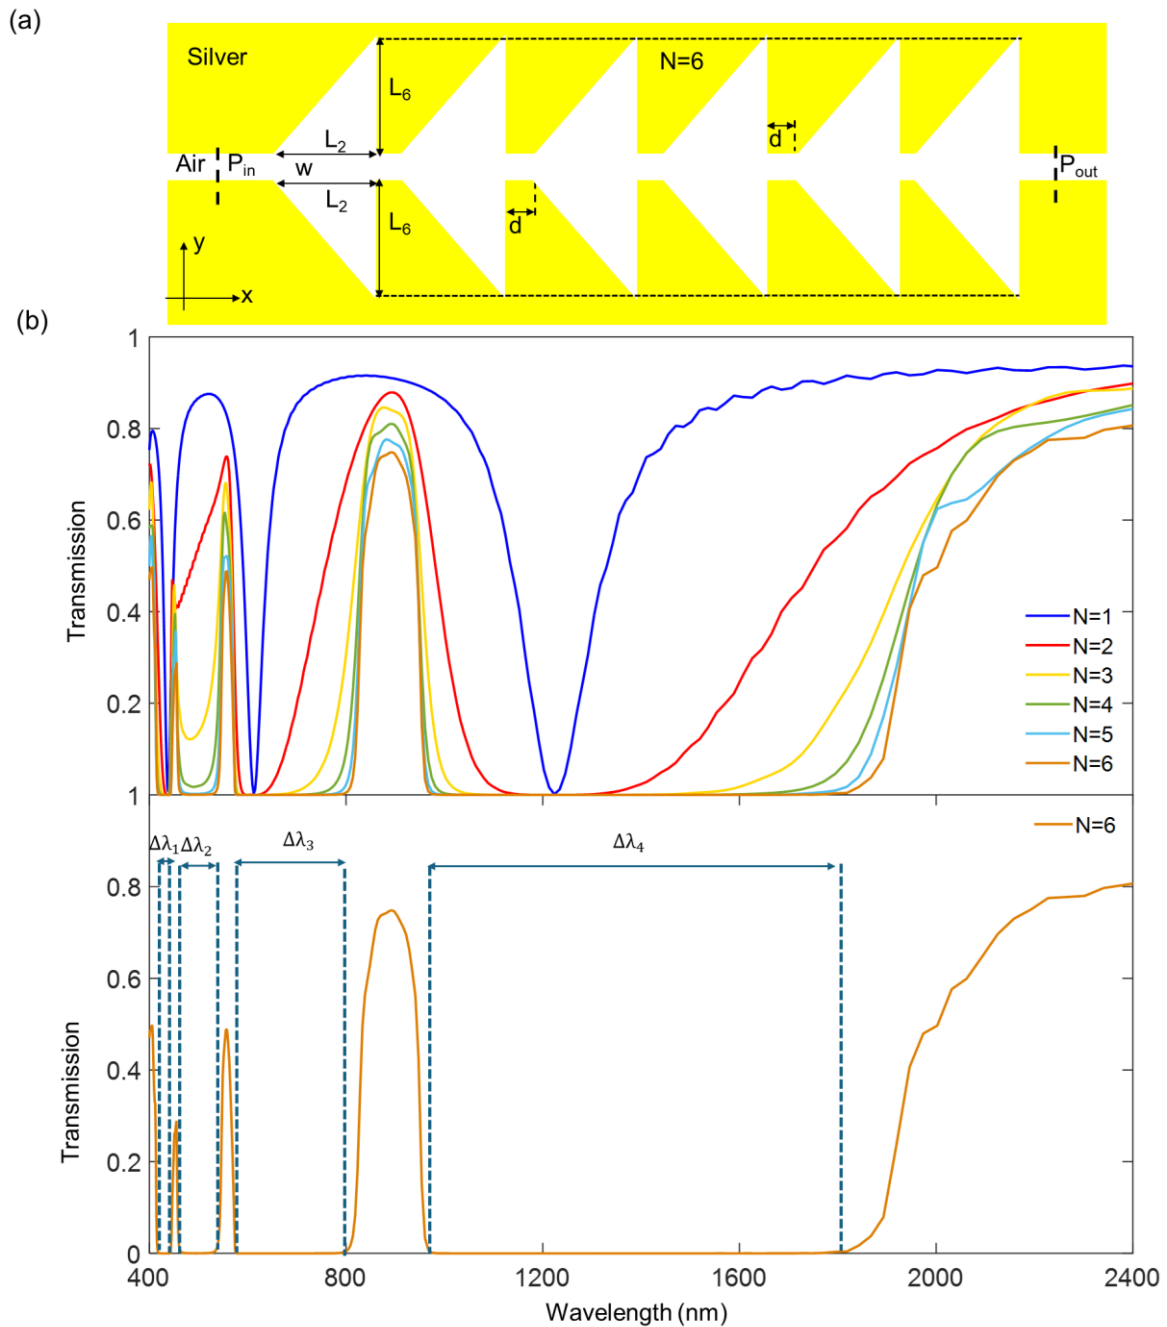 (a)
Silver
N=6
L6
d
L2
Air
Pin
w
Pout
L2
L6
d
y
x
(b)
1
0.8
0.6
0.4
0.2
1
Transmission
N=1
N=2
N=3
N=4
N=5
N=6
N=6
Δλ1
Δλ2
Δλ3
Δλ4
0.8
0.6
0.4
0.2
0
Transmission
400
800
1200
1600
2000
2400
Wavelength (nm)